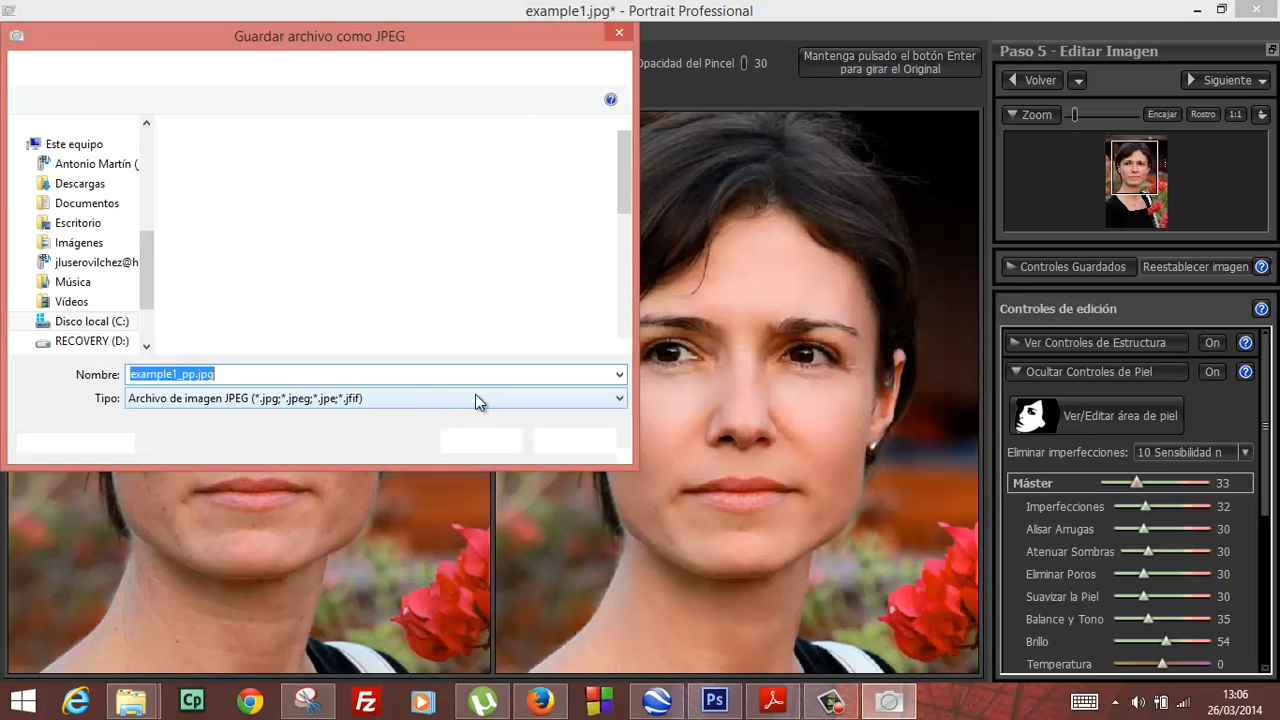 example1.jpg* - Portrait Professional
Guardar archivo como JPEG
Este equipo
Antonio Martín (
Descargas
Documentos
Escritorio
Imágenes
jluserovilchez@h
Música
Vídeos
Disco local (C:)
RECOVERY (D:)
Nombre: example1_pp.jpg
Tipo: Archivo de imagen JPEG (*.jpg;*.jpeg;*.jpe;*.jfif)
Opacidad del Pincel 30
Mantenga pulsado el botón Enter
para girar el Original
Paso 5 - Editar Imagen
Volver Siguiente
Zoom Encajar Rostro 1:1
Controles Guardados Reestablecer imagen ?
Controles de edición ?
Ver Controles de Estructura On ?
Ocultar Controles de Piel On ?
Ver/Editar área de piel
Eliminar imperfecciones: 10 Sensibilidad n
Máster 33
Imperfecciones 32
Alisar Arrugas 30
Atenuar Sombras 30
Eliminar Poros 30
Suavizar la Piel 30
Balance y Tono 35
Brillo 54
Temperatura 0
Cp
Fz
Ps
13:06
26/03/2014